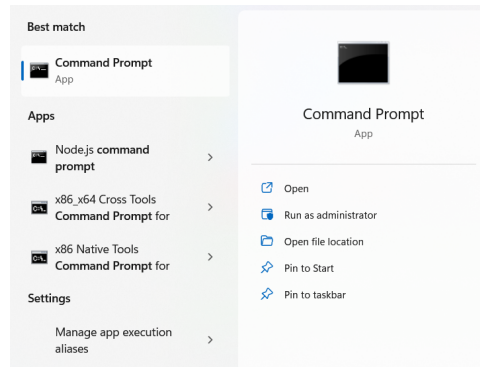 Best match
Command Prompt
App
Apps
Node.js command
prompt
x86_x64 Cross Tools
Command Prompt for
x86 Native Tools
Command Prompt for
Settings
Manage app execution
aliases
Command Prompt
App
Open
Run as administrator
Open file location
Pin to Start
Pin to taskbar